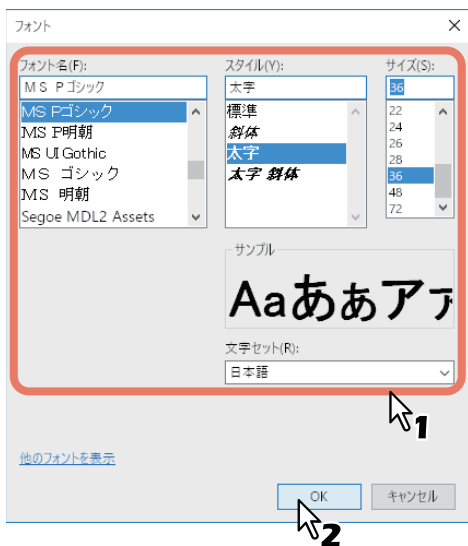 フォント
フォント名(F):
MS Pゴシック
MS Pゴシック
MS P明朝
MS UI Gothic
MS ゴシック
MS 明朝
Segoe MDL2 Assets
スタイル(Y):
太字
標準
斜体
太字
太字 斜体
サイズ(S):
36
22
24
26
28
36
48
72
サンプル
Aaあぁアァ
文字セット(R):
日本語
1
他のフォントを表示
OK
キャンセル
2